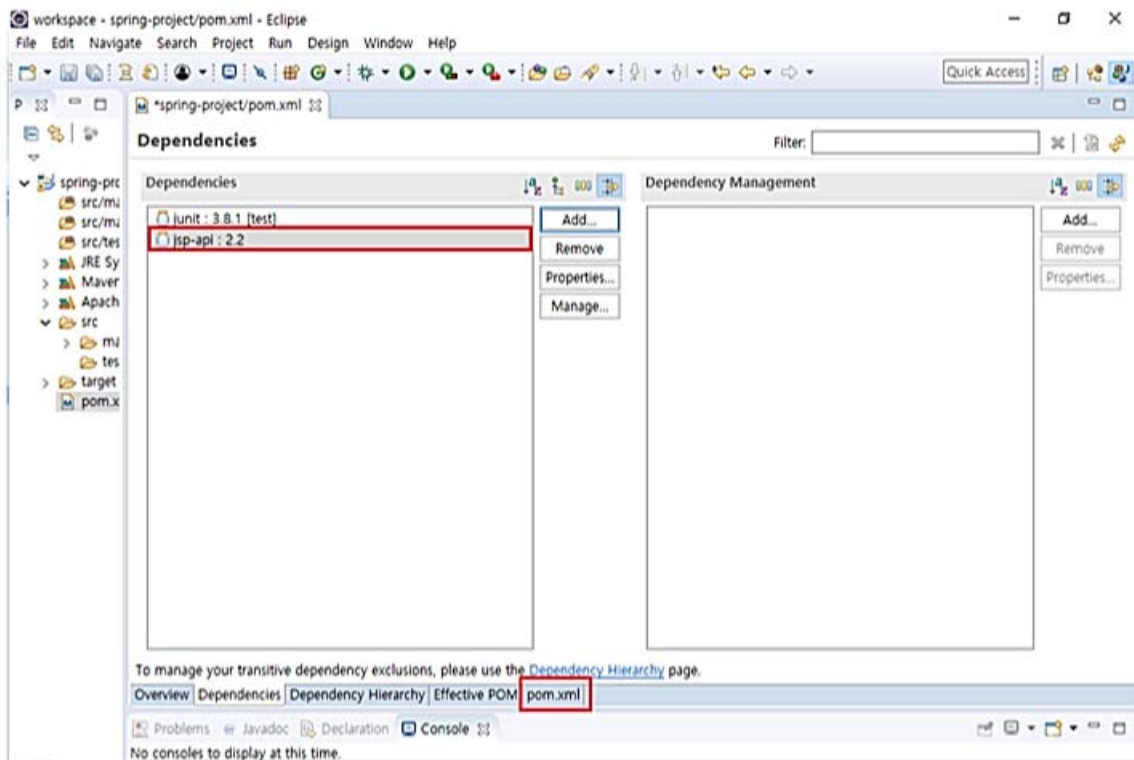 workspace - spring-project/pom.xml - Eclipse
File Edit Navigate Search Project Run Design Window Help
Quick Access
P
*spring-project/pom.xml
Dependencies
Filter:
Dependencies
Dependency Management
junit : 3.8.1 [test]
jsp-api : 2.2
Add...
Remove
Properties...
Manage...
Add...
Remove
Properties...
spring-prc
src/ma
src/ma
src/tes
JRE Sy
Maver
Apach
src
ma
tes
target
pom.x
To manage your transitive dependency exclusions, please use the Dependency Hierarchy page.
Overview Dependencies Dependency Hierarchy Effective POM pom.xml
Problems Javadoc Declaration Console
No consoles to display at this time.